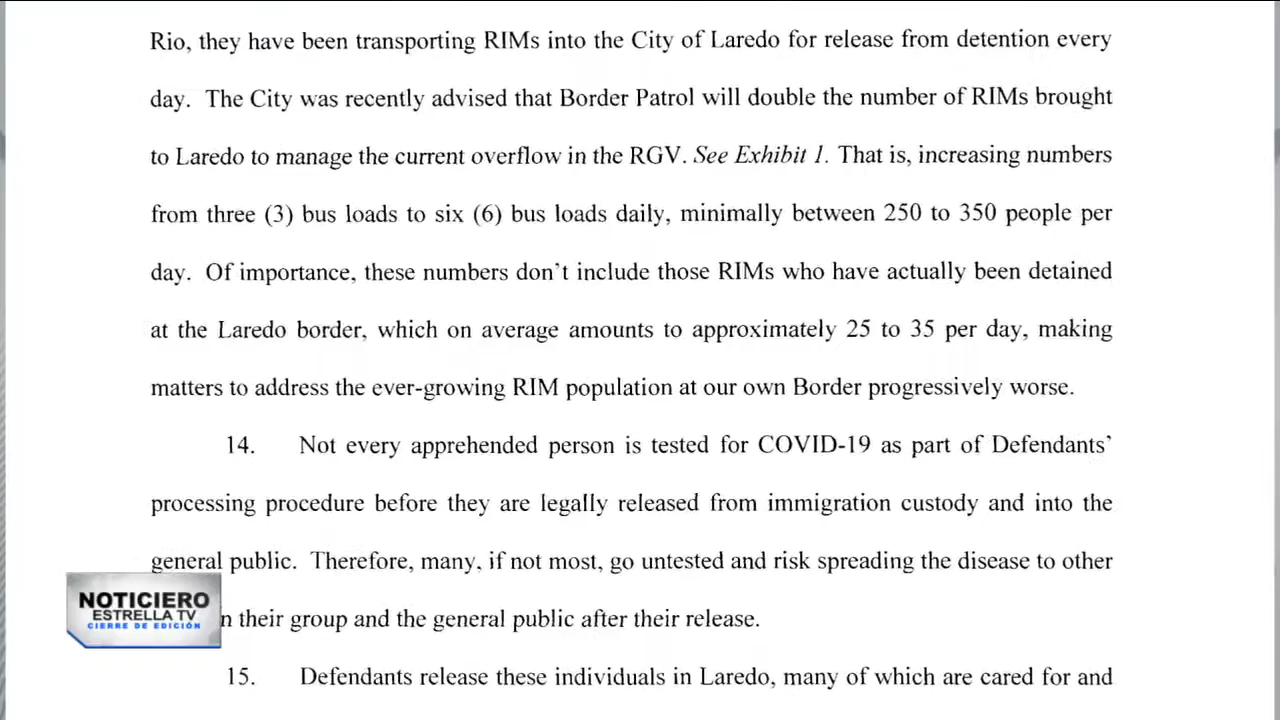 Rio, they have been transporting RIMs into the City of Laredo for release from detention every
day. The City was recently advised that Border Patrol will double the number of RIMs brought
to Laredo to manage the current overflow in the RGV. See Exhibit 1. That is, increasing numbers
from three (3) bus loads to six (6) bus loads daily, minimally between 250 to 350 people per
day. Of importance, these numbers don’t include those RIMs who have actually been detained
at the Laredo border, which on average amounts to approximately 25 to 35 per day, making
matters to address the ever-growing RIM population at our own Border progressively worse.
14. Not every apprehended person is tested for COVID-19 as part of Defendants’
processing procedure before they are legally released from immigration custody and into the
general public. Therefore, many, if not most, go untested and risk spreading the disease to other
their group and the general public after their release.
15. Defendants release these individuals in Laredo, many of which are cared for and
NOTICIERO
ESTRELLA TV
CIERRE DE EDICIÓN